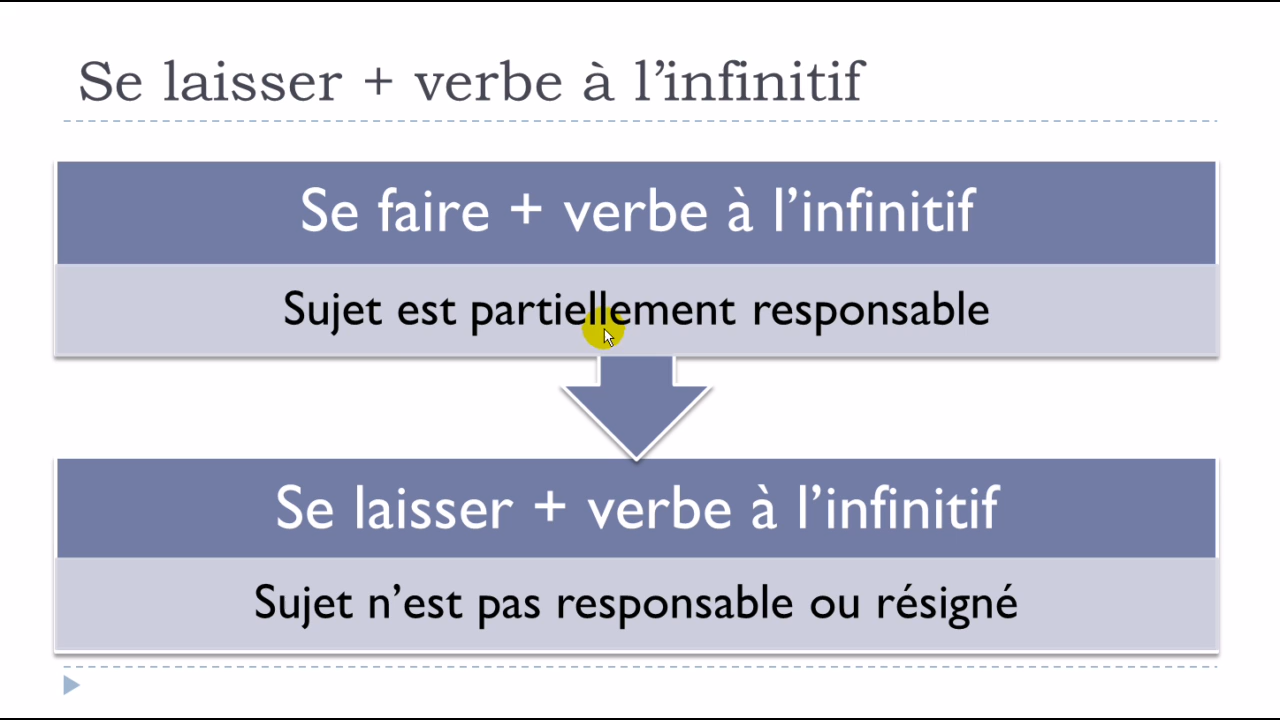 Se laisser + verbe à l’infinitif
Se faire + verbe à l’infinitif
Sujet est partiellement responsable
Se laisser + verbe à l’infinitif
Sujet n’est pas responsable ou résigné